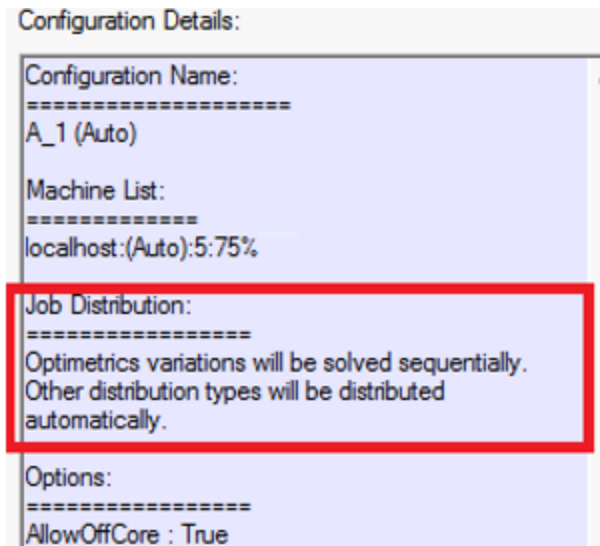 Configuration Details:
Configuration Name:
====================
A_1 (Auto)
Machine List:
=============
localhost:(Auto):5:75%
Job Distribution:
=================
Optimetrics variations will be solved sequentially.
Other distribution types will be distributed
automatically.
Options:
=================
AllowOffCore : True